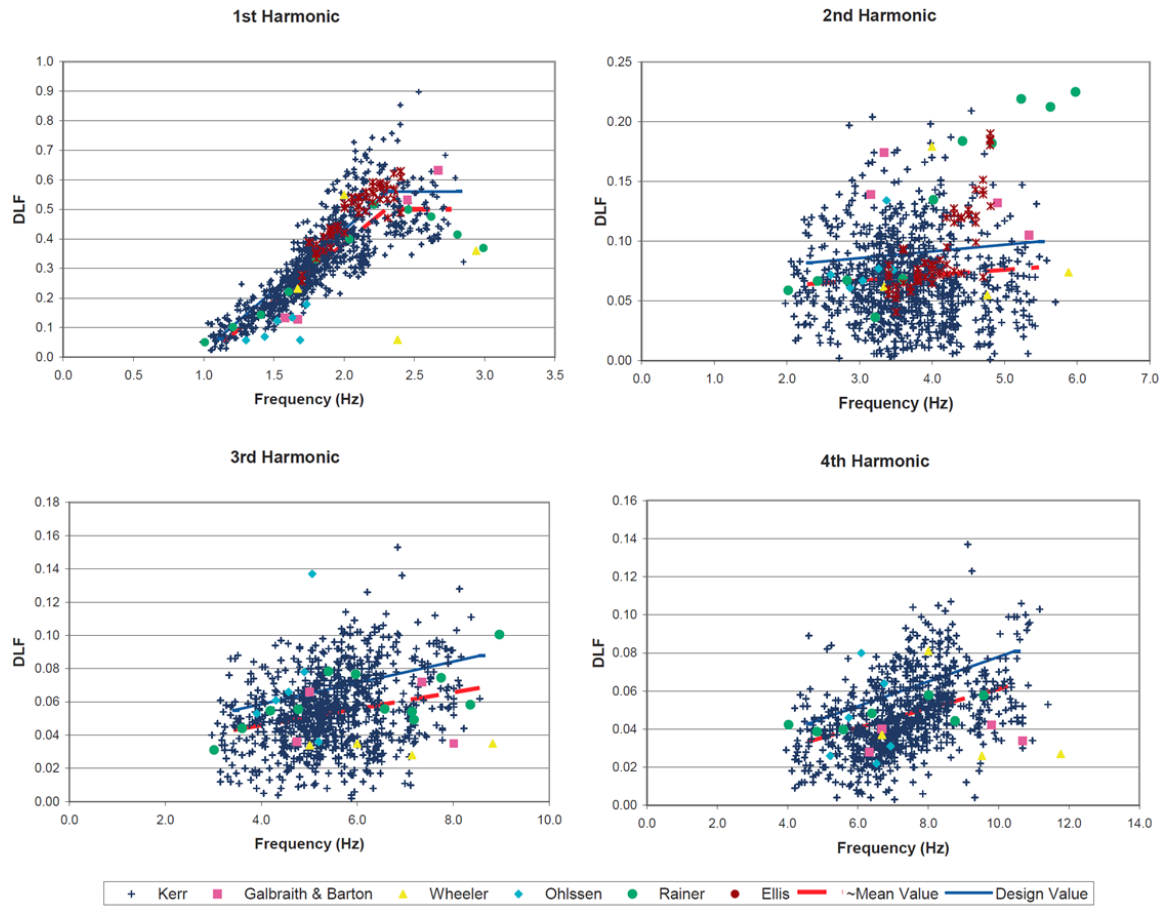 1st Harmonic
DLF
1.0
0.9
0.8
0.7
0.6
0.5
0.4
0.3
0.2
0.1
0.0
0.0 0.5 1.0 1.5 2.0 2.5 3.0 3.5
Frequency (Hz)
2nd Harmonic
DLF
0.25
0.20
0.15
0.10
0.05
0.00
0.0 1.0 2.0 3.0 4.0 5.0 6.0 7.0
Frequency (Hz)
3rd Harmonic
DLF
0.18
0.16
0.14
0.12
0.10
0.08
0.06
0.04
0.02
0.00
0.0 2.0 4.0 6.0 8.0 10.0
Frequency (Hz)
4th Harmonic
DLF
0.16
0.14
0.12
0.10
0.08
0.06
0.04
0.02
0.00
0.0 2.0 4.0 6.0 8.0 10.0 12.0 14.0
Frequency (Hz)
Kerr Galbraith & Barton Wheeler Ohlssen Rainer Ellis ~Mean Value Design Value